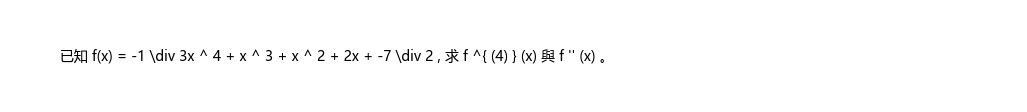 已知 f(x) = -1 \div 3x ^ 4 + x ^ 3 + x ^ 2 + 2x + -7 \div 2 , 求 f ^{ (4) } (x) 與 f '' (x) 。